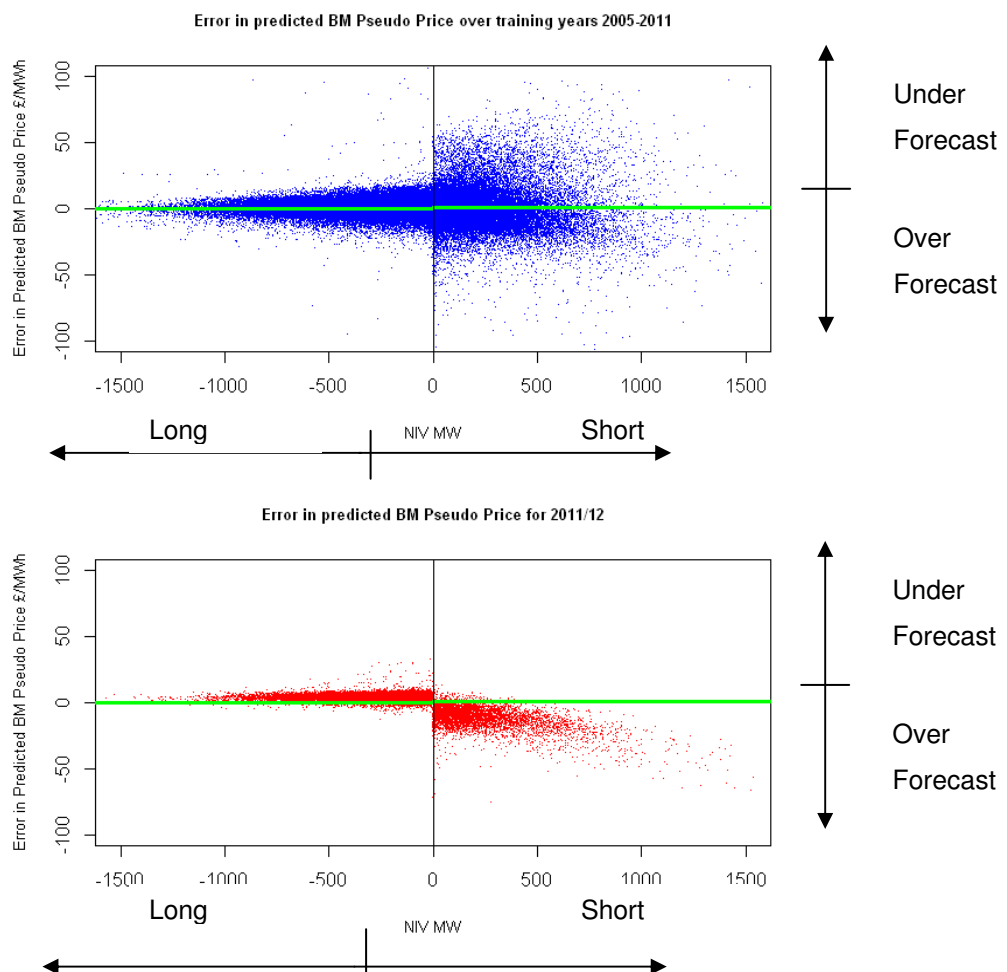 Error in predicted BM Pseudo Price over training years 2005-2011
Error in Predicted BM Pseudo Price £/MWh
100
50
0
-50
-100
-1500 -1000 -500 0 500 1000 1500
NIV MW
Long Short
Under
Forecast
Over
Forecast
Error in predicted BM Pseudo Price for 2011/12
Error in Predicted BM Pseudo Price £/MWh
100
50
0
-50
-100
-1500 -1000 -500 0 500 1000 1500
NIV MW
Long Short
Under
Forecast
Over
Forecast